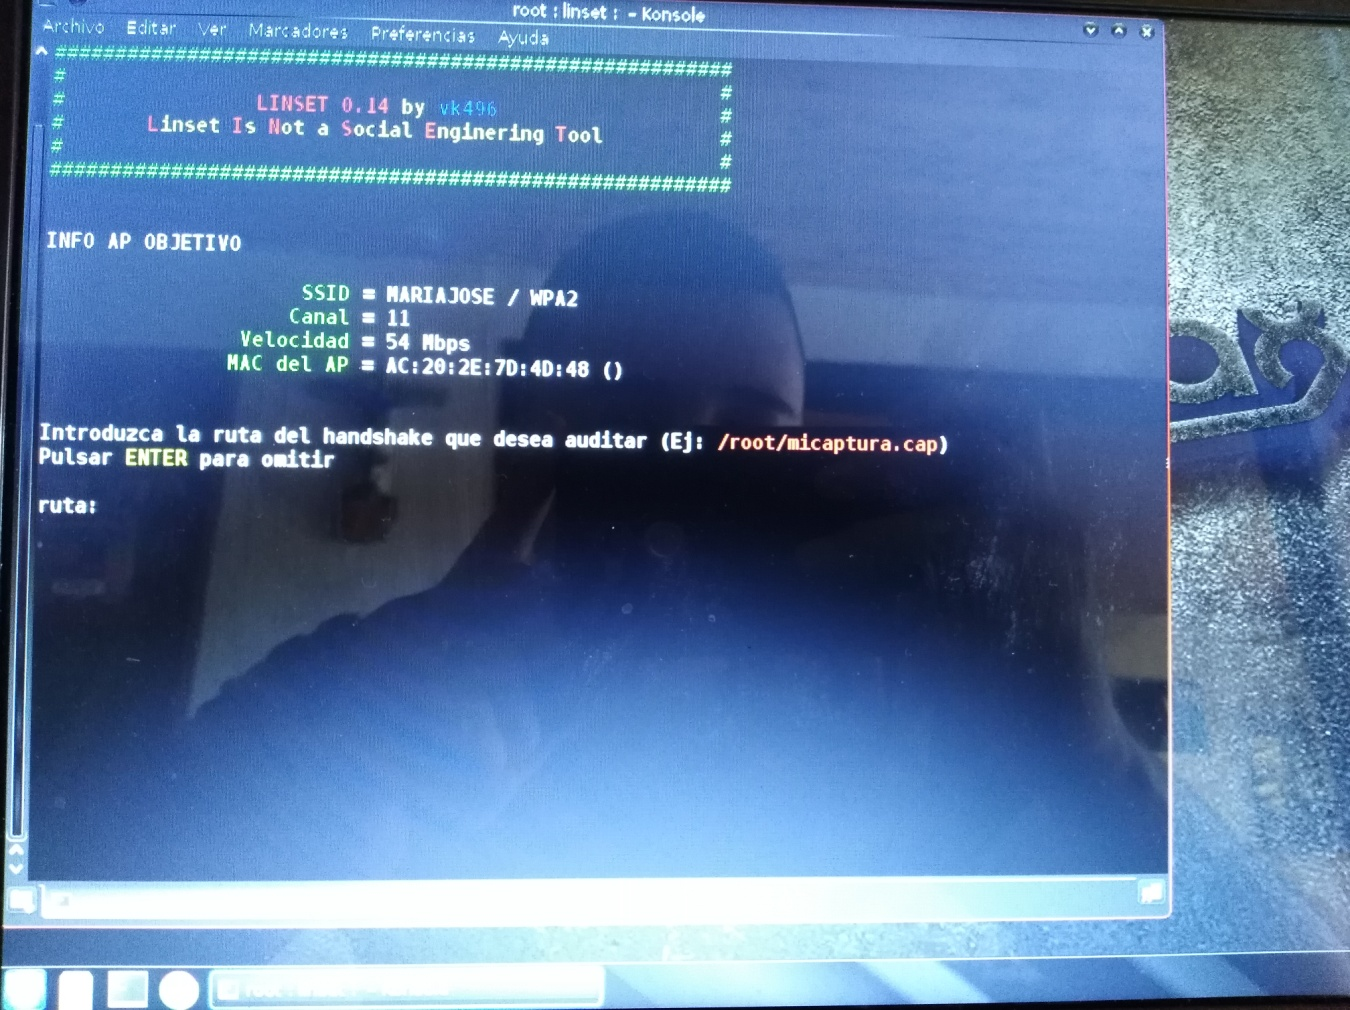 root : linset : - Konsole
Archivo Editar Ver Marcadores Preferencias Ayuda
##########################################################
# #
# LINSET 0.14 by vk496 #
# Linset Is Not a Social Enginering Tool #
# #
##########################################################
INFO AP OBJETIVO
SSID = MARIAJOSE / WPA2
Canal = 11
Velocidad = 54 Mbps
MAC del AP = AC:20:2E:7D:4D:48 ()
Introduzca la ruta del handshake que desea auditar (Ej: /root/micaptura.cap)
Pulsar ENTER para omitir
ruta: